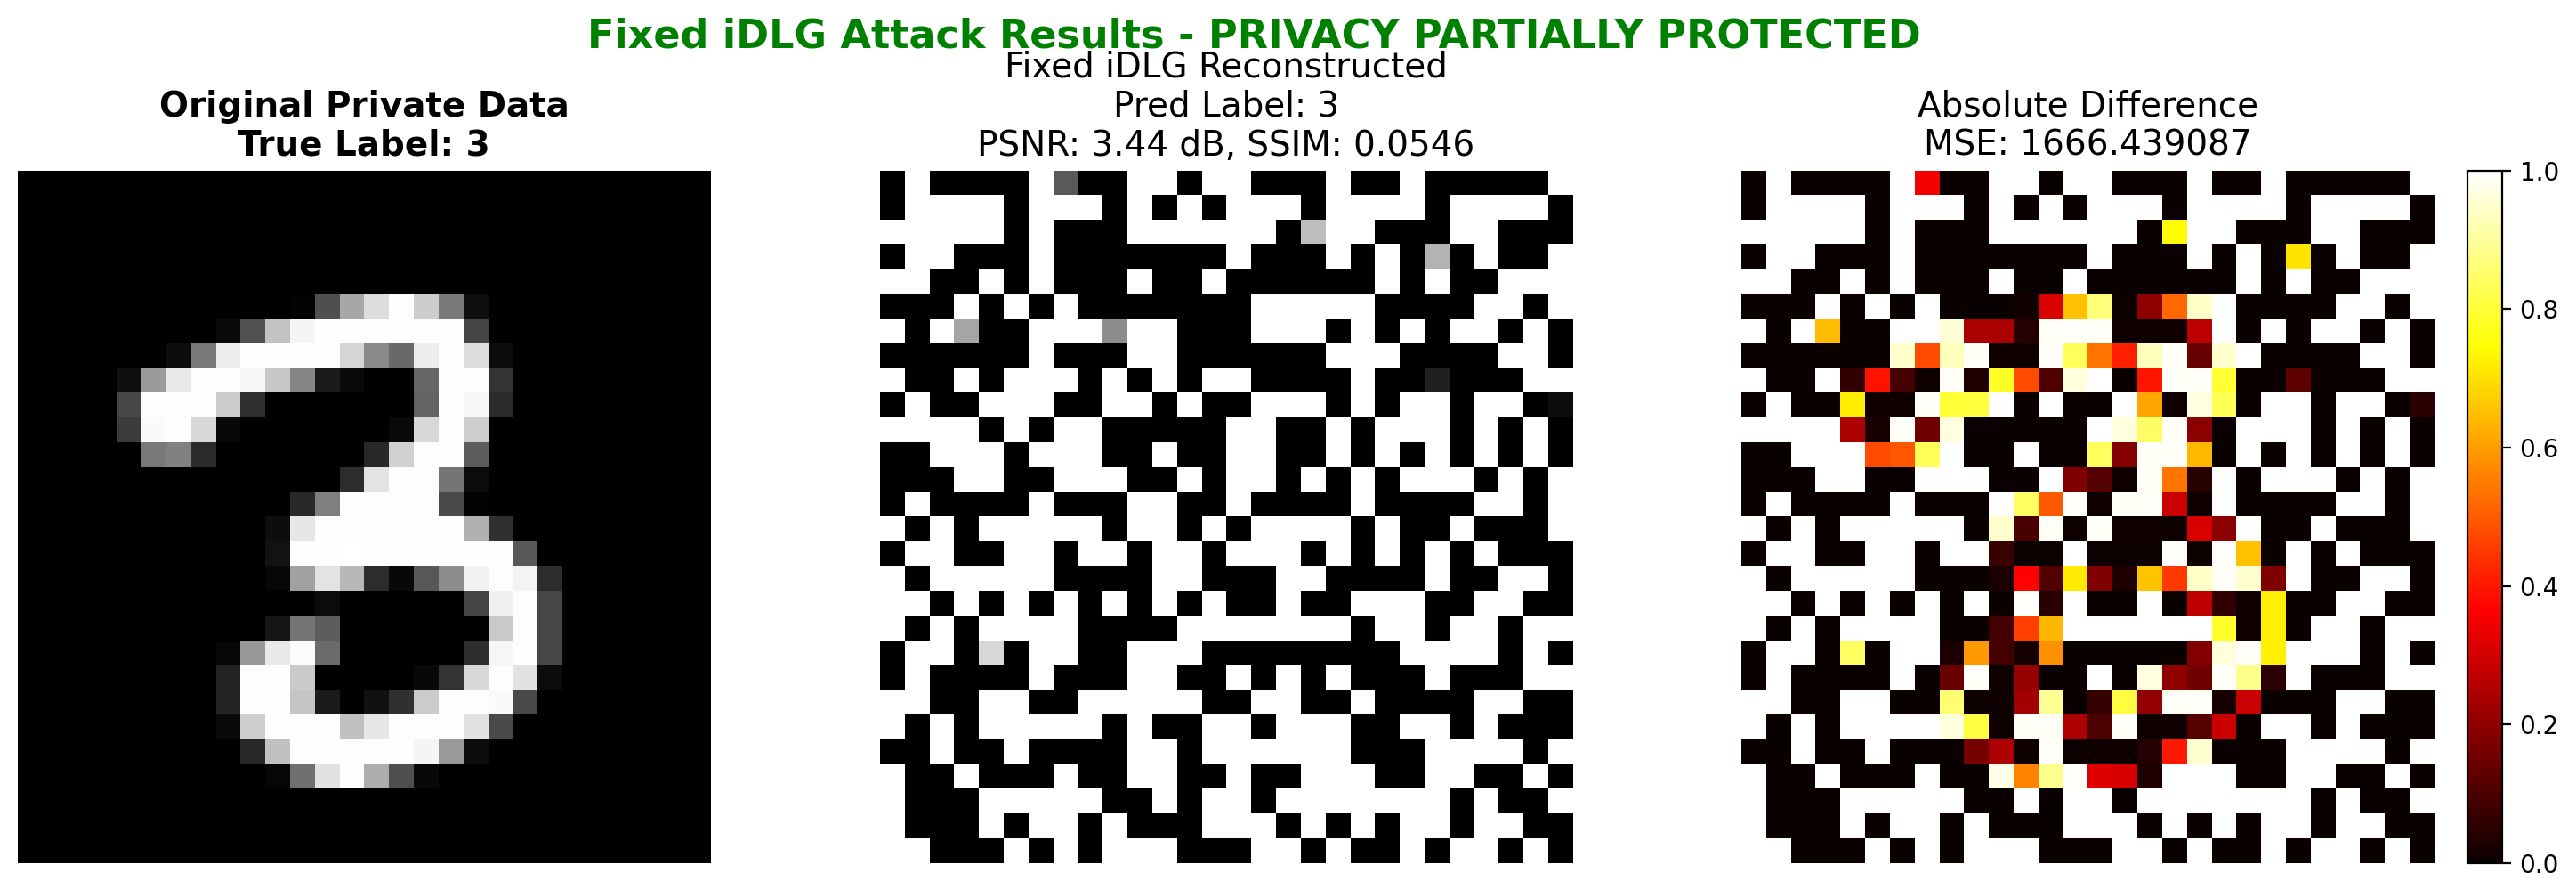 Fixed iDLG Attack Results - PRIVACY PARTIALLY PROTECTED
Original Private Data
True Label: 3
Fixed iDLG Reconstructed
Pred Label: 3
PSNR: 3.44 dB, SSIM: 0.0546
Absolute Difference
MSE: 1666.439087
1.0
0.8
0.6
0.4
0.2
0.0
3